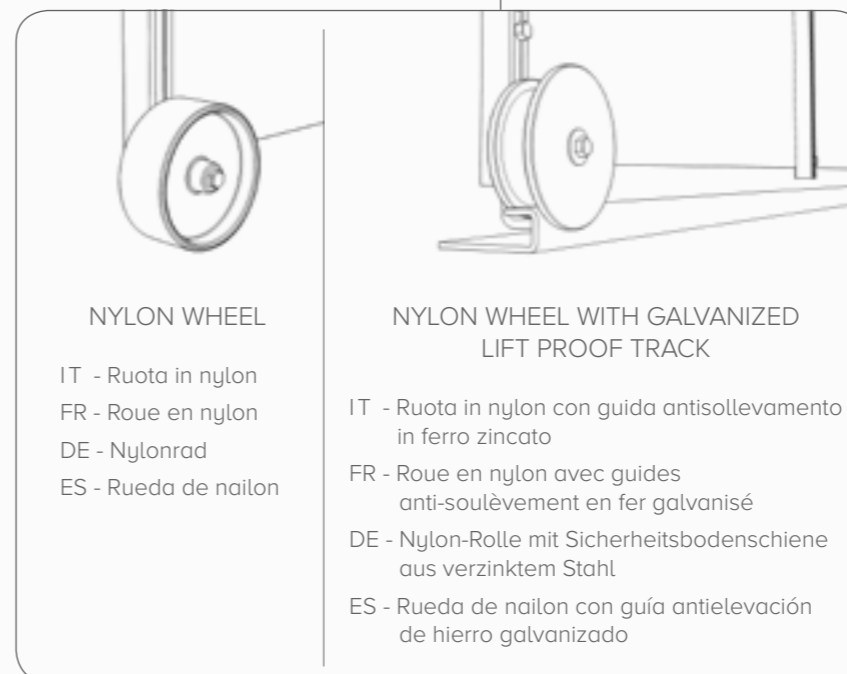 NYLON WHEEL
IT - Ruota in nylon
FR - Roue en nylon
DE - Nylonrad
ES - Rueda de nailon
NYLON WHEEL WITH GALVANIZED
LIFT PROOF TRACK
IT - Ruota in nylon con guida antisollevamento
in ferro zincato
FR - Roue en nylon avec guides
anti-soulèvement en fer galvanisé
DE - Nylon-Rolle mit Sicherheitsbodenschiene
aus verzinktem Stahl
ES - Rueda de nailon con guía antielevación
de hierro galvanizado